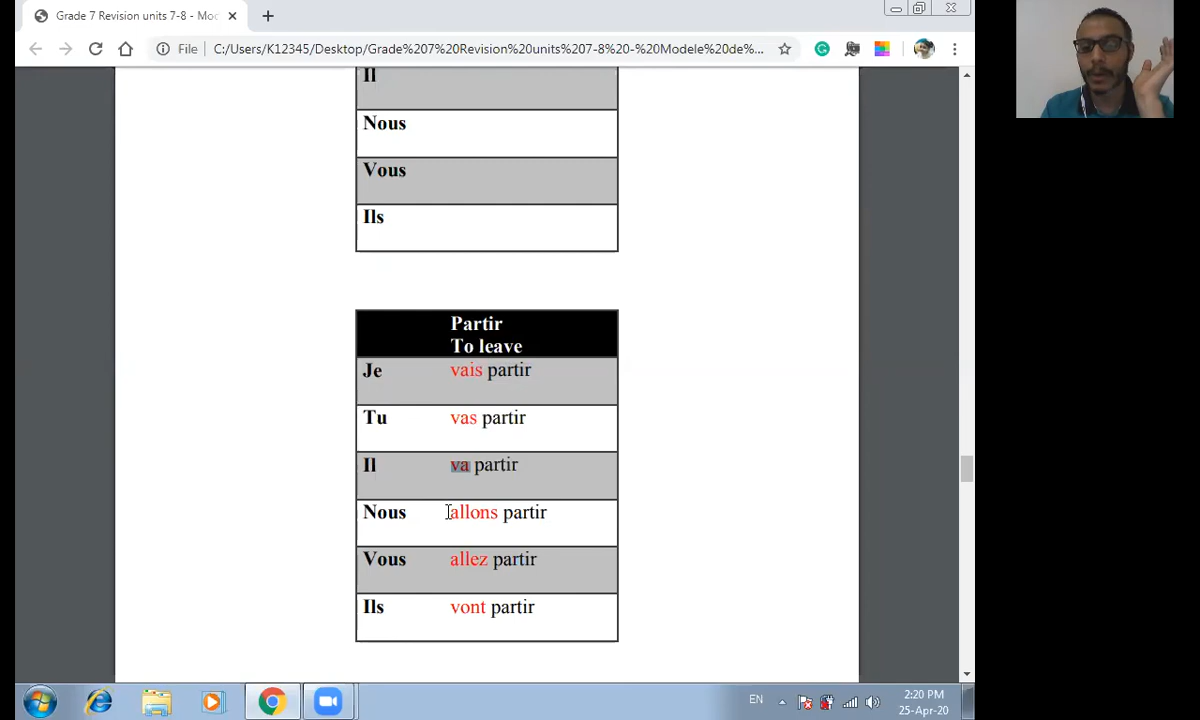 Grade 7 Revision units 7-8 - Moc
File C:/Users/K12345/Desktop/Grade%207%20Revision%20units%207-8%20-%20Modele%20de%...
Il
Nous
Vous
Ils
Partir
To leave
Je vais partir
Tu vas partir
Il va partir
Nous allons partir
Vous allez partir
Ils vont partir
EN
2:20 PM
25-Apr-20